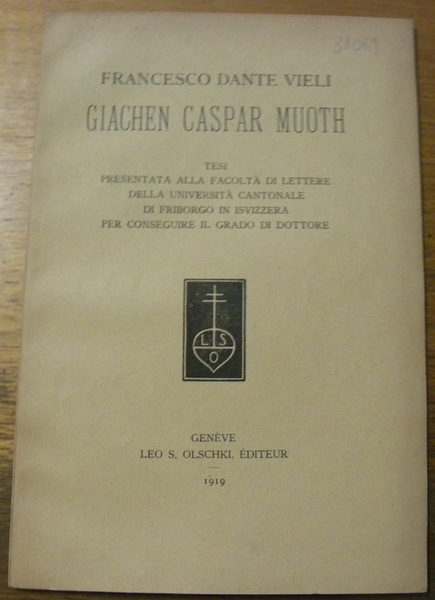 FRANCESCO DANTE VIELI
GIACHEN CASPAR MUOTH
TESI
PRESENTATA ALLA FACOLTÀ DI LETTERE
DELLA UNIVERSITÀ CANTONALE
DI FRIBORGO IN ISVIZZERA
PER CONSEGUIRE IL GRADO DI DOTTORE
L S
O
GENÈVE
LEO S. OLSCHKI, ÉDITEUR
—
1919